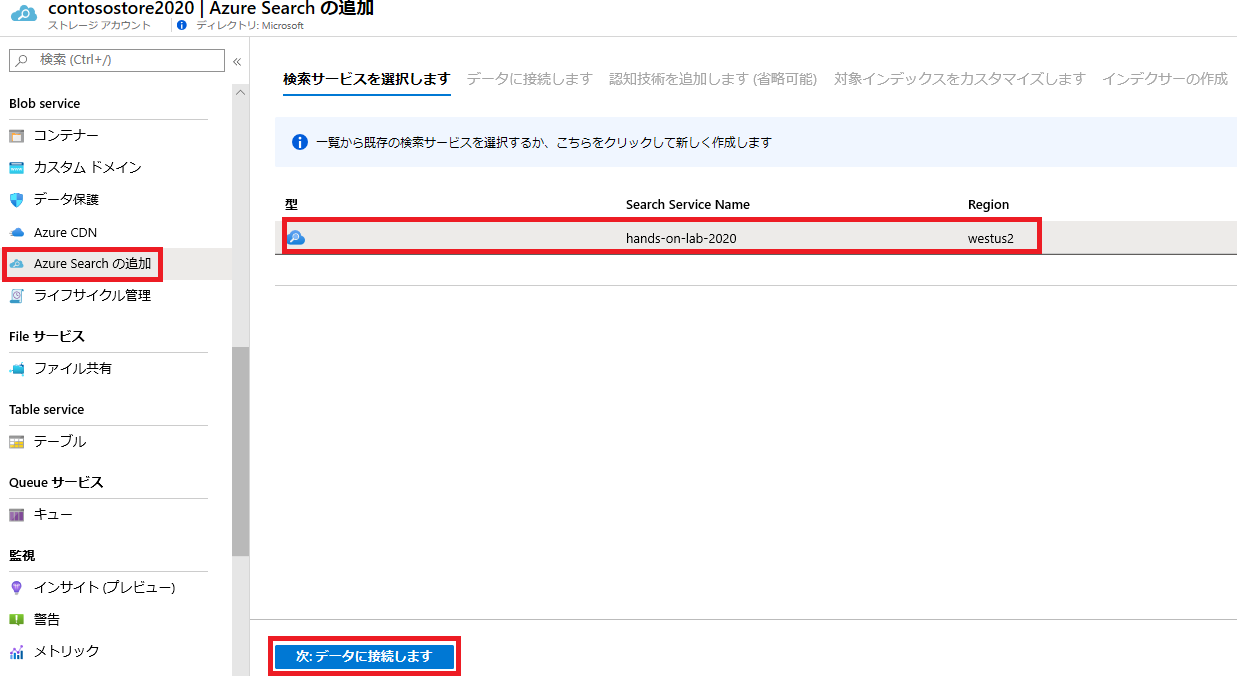 contosostore2020 | Azure Search の追加
ストレージ アカウント
ディレクトリ: Microsoft
検索 (Ctrl+/)
«
Blob service
コンテナー
カスタム ドメイン
データ保護
Azure CDN
Azure Search の追加
ライフサイクル管理
File サービス
ファイル共有
Table service
テーブル
Queue サービス
キュー
監視
インサイト (プレビュー)
警告
メトリック
検索サービスを選択します データに接続します 認知技術を追加します (省略可能) 対象インデックスをカスタマイズします インデクサーの作成
一覧から既存の検索サービスを選択するか、こちらをクリックして新しく作成します
型 Search Service Name Region
hands-on-lab-2020 westus2
次: データに接続します